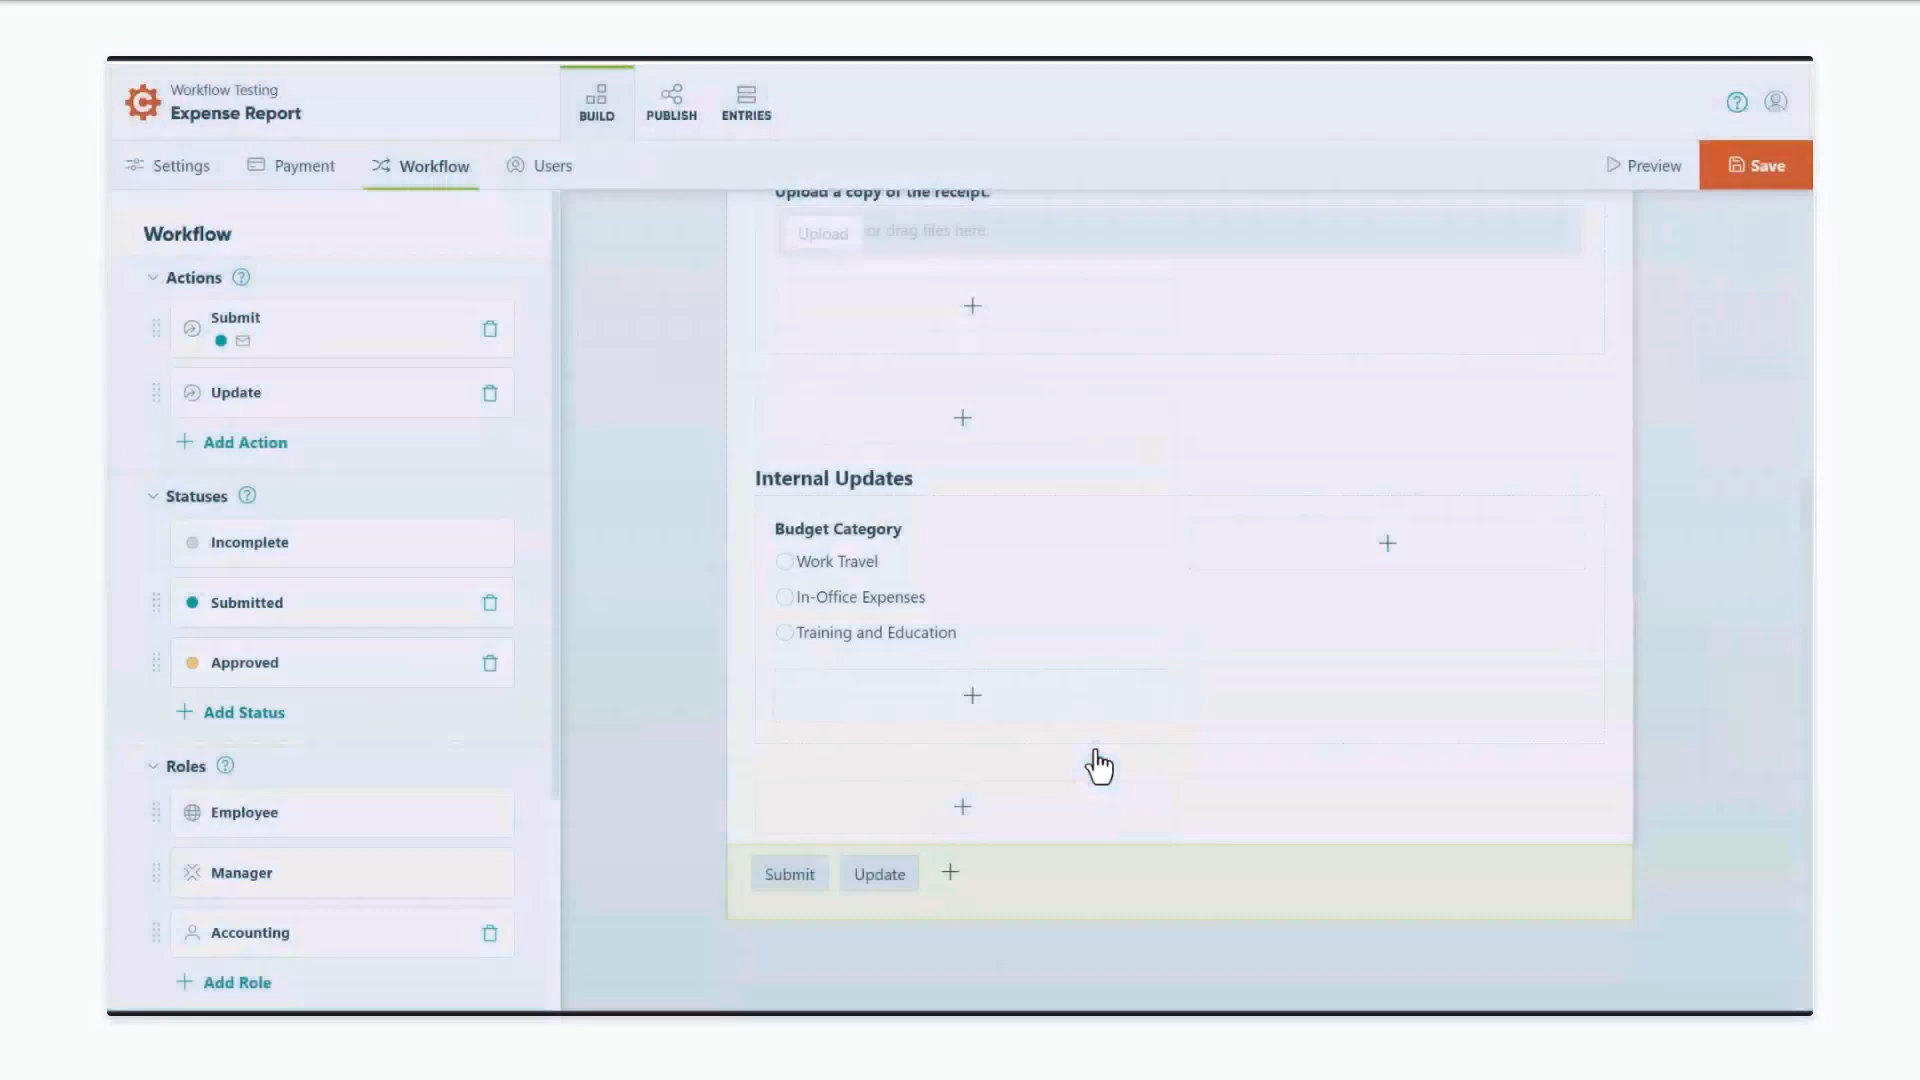 Workflow Testing
Expense Report
BUILD
PUBLISH
ENTRIES
Settings
Payment
Workflow
Users
Preview
Save
Workflow
Actions
Submit
Update
Add Action
Statuses
Incomplete
Submitted
Approved
Add Status
Roles
Employee
Manager
Accounting
Add Role
Upload a copy of the receipt.
Upload or drag files here.
Internal Updates
Budget Category
Work Travel
In-Office Expenses
Training and Education
Submit
Update